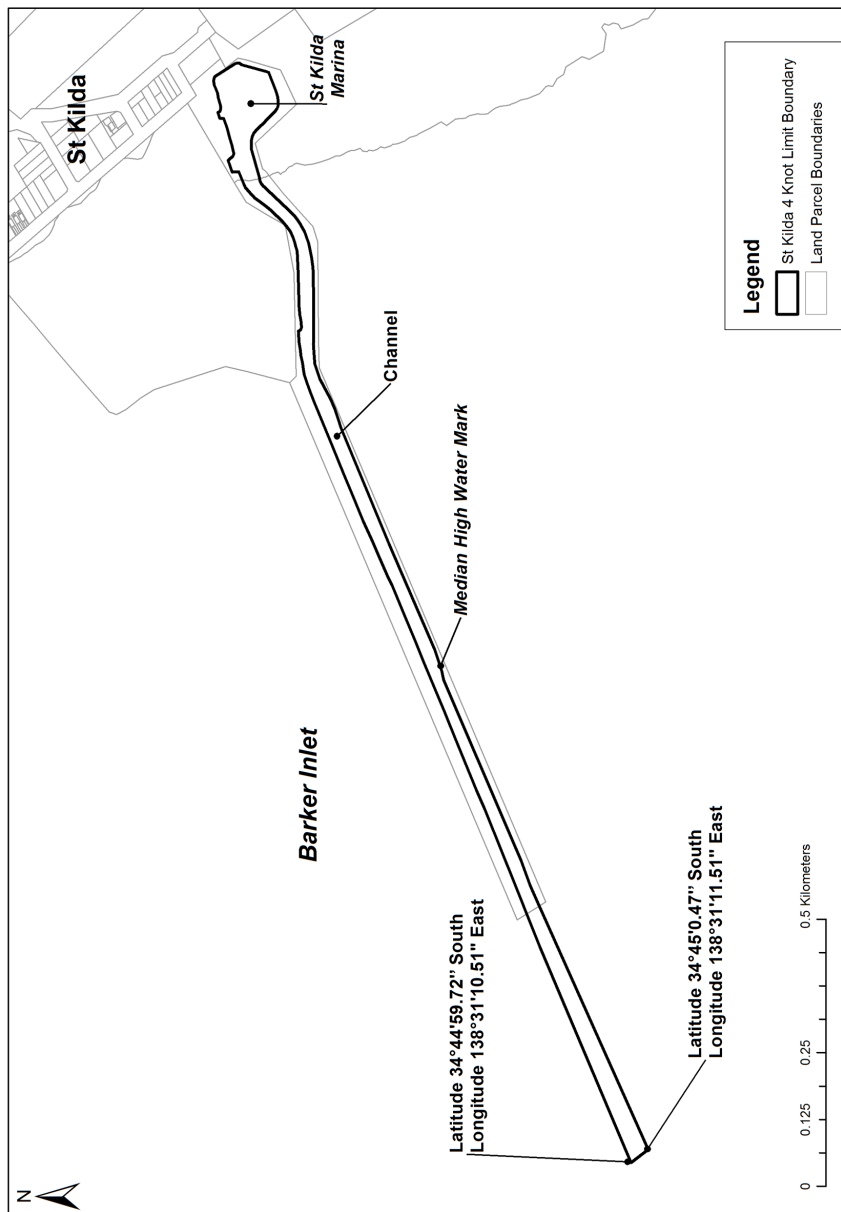 N
St Kilda
St Kilda
Marina
Channel
Median High Water Mark
Barker Inlet
Latitude 34°44'59.72" South
Longitude 138°31'10.51" East
Latitude 34°45'0.47" South
Longitude 138°31'11.51" East
0 0.125 0.25 0.5 Kilometers
Legend
St Kilda 4 Knot Limit Boundary
Land Parcel Boundaries